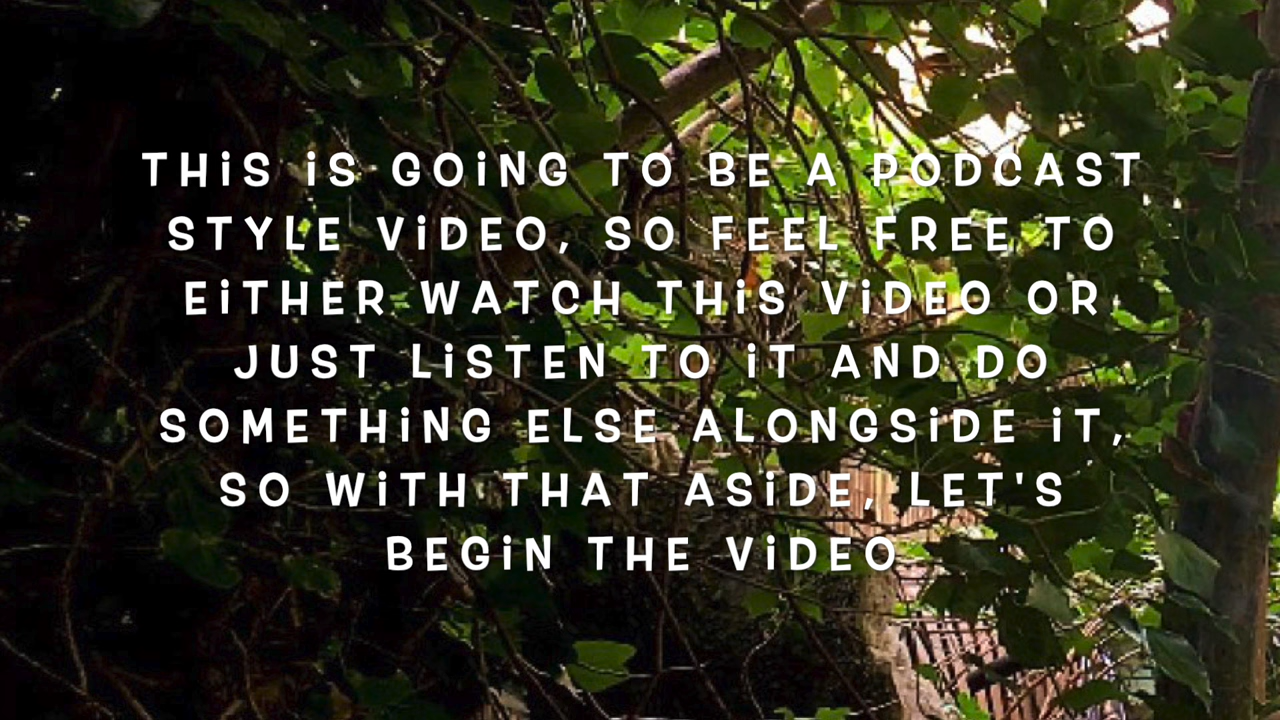 THiS iS GOiNG TO BE A PODCAST
STYLE ViDEO, SO FEEL FREE TO
EiTHER WATCH THiS ViDEO OR
JUST LiSTEN TO iT AND DO
SOMETHiNG ELSE ALONGSiDE iT,
SO WiTH THAT ASiDE, LET'S
BEGiN THE ViDEO